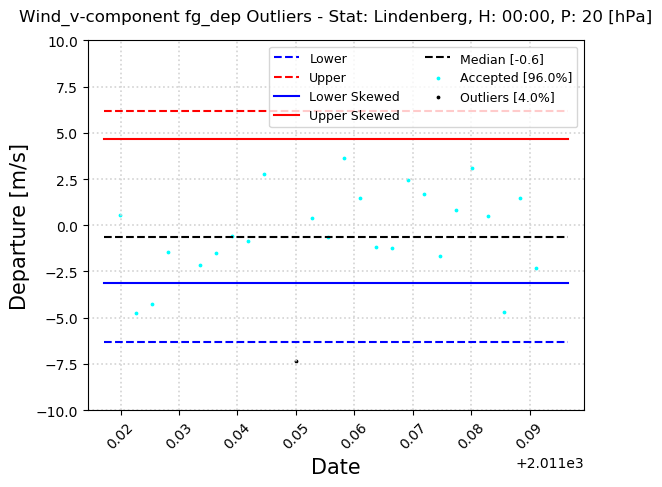 Wind_v-component fg_dep Outliers - Stat: Lindenberg, H: 00:00, P: 20 [hPa]
10.0
7.5
5.0
2.5
0.0
−2.5
−5.0
−7.5
−10.0
Departure [m/s]
Lower
Upper
Lower Skewed
Upper Skewed
Median [-0.6]
Accepted [96.0%]
Outliers [4.0%]
0.02
0.03
0.04
0.05
0.06
0.07
0.08
0.09
+2.011e3
Date